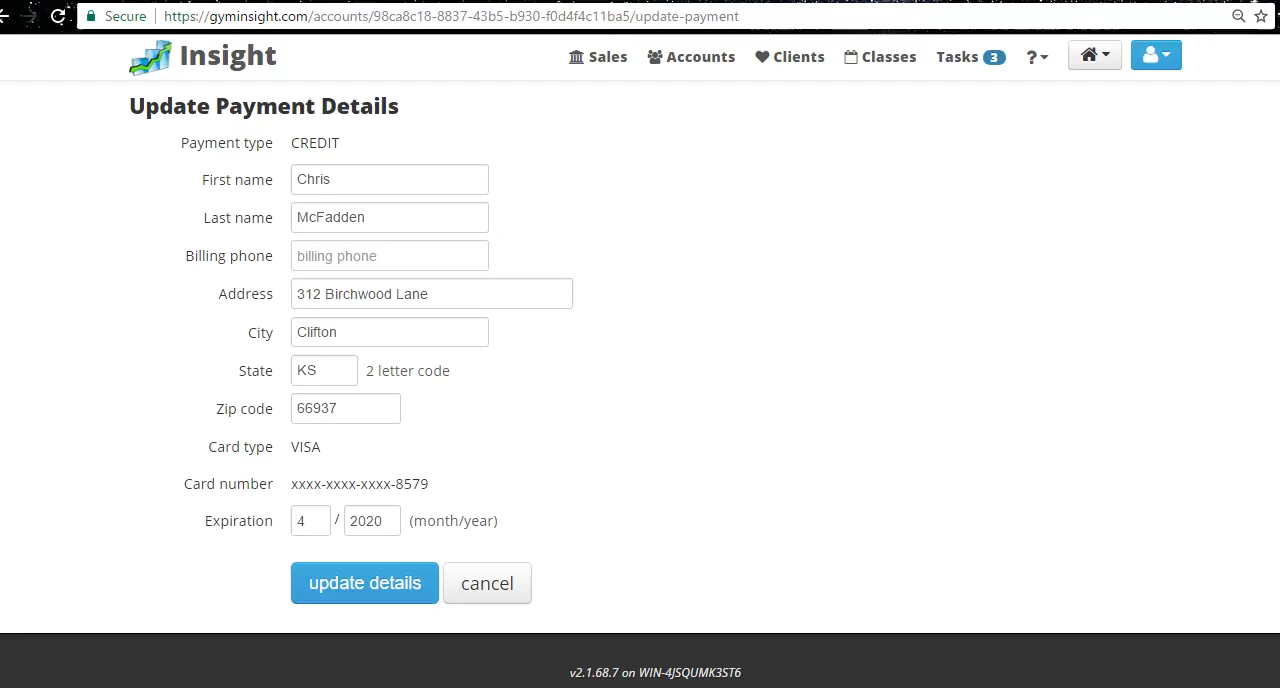 Secure https://gyminsight.com/accounts/98ca8c18-8837-43b5-b930-f0d4f4c11ba5/update-payment
Insight Sales Accounts Clients Classes Tasks 3 ?
Update Payment Details
Payment type CREDIT
First name Chris
Last name McFadden
Billing phone billing phone
Address 312 Birchwood Lane
City Clifton
State KS 2 letter code
Zip code 66937
Card type VISA
Card number xxxx-xxxx-xxxx-8579
Expiration 4 / 2020 (month/year)
update details cancel
v2.1.68.7 on WIN-4JSQUMK3ST6